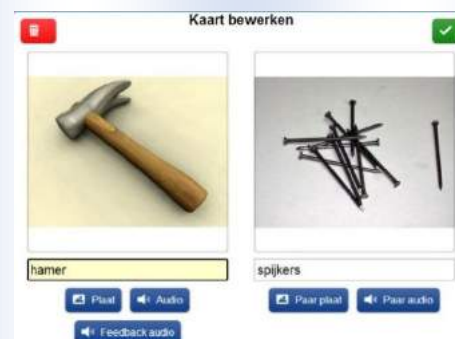 Kaart bewerken
hamer
spijkers
Plaat
Audio
Paar plaat
Paar audio
Feedback audio